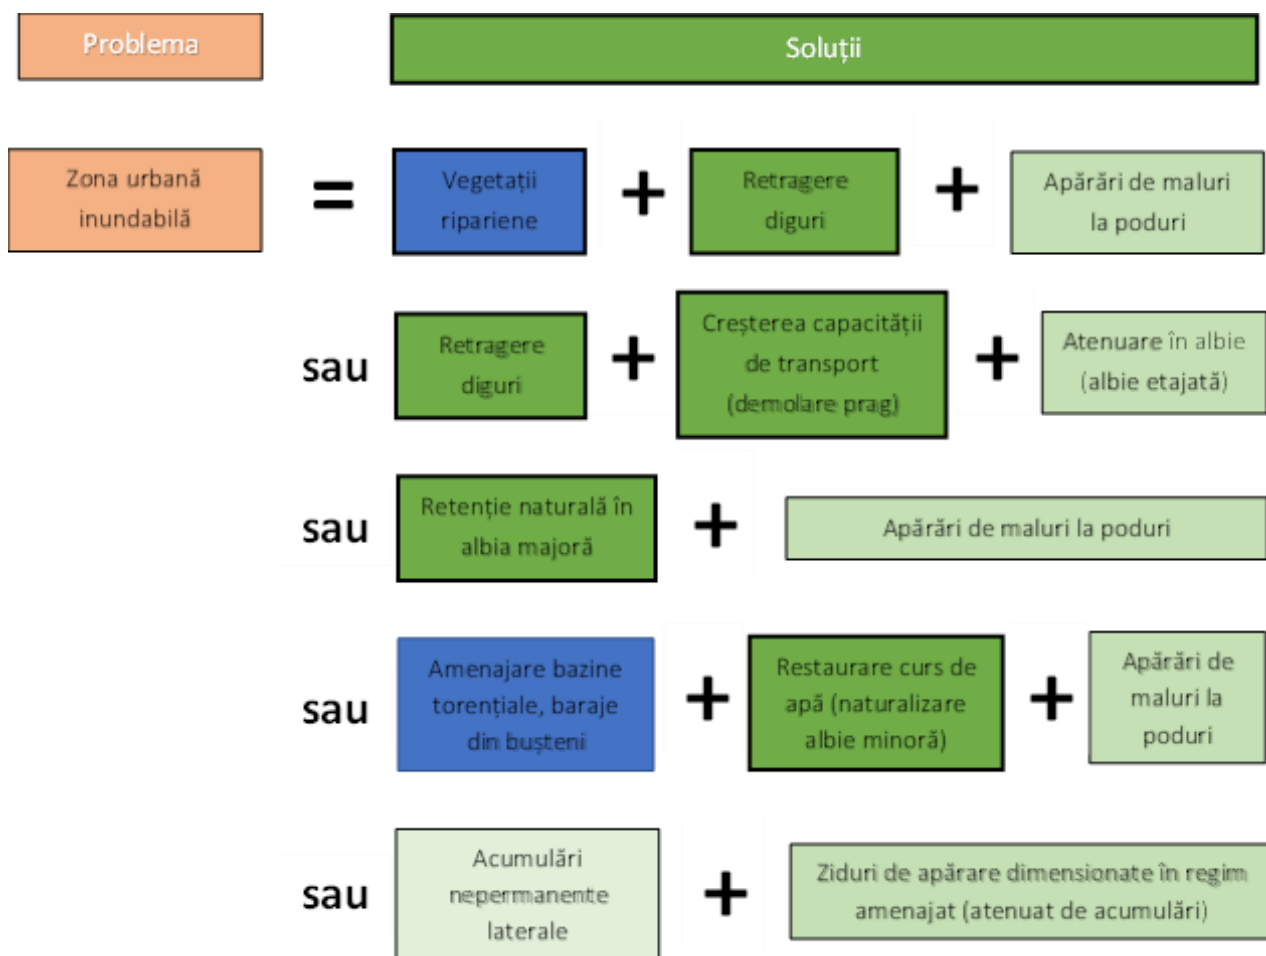 Problema
Soluții
Zona urbană
inundabilă
=
Vegetații
ripariene
+
Retragere
diguri
+
Apărări de maluri
la poduri
sau
Retragere
diguri
+
Creșterea capacității
de transport
(demolare prag)
+
Atenuare în albie
(albie etajată)
sau
Retenție naturală în
albia majoră
+
Apărări de maluri la poduri
sau
Amenajare bazine
torențiale, baraje
din bușteni
+
Restaurare curs de
apă (naturalizare
albie minoră)
+
Apărări de
maluri la
poduri
sau
Acumulări
nepermanente
laterale
+
Ziduri de apărare dimensionate în regim
amenajat (atenuat de acumulări)